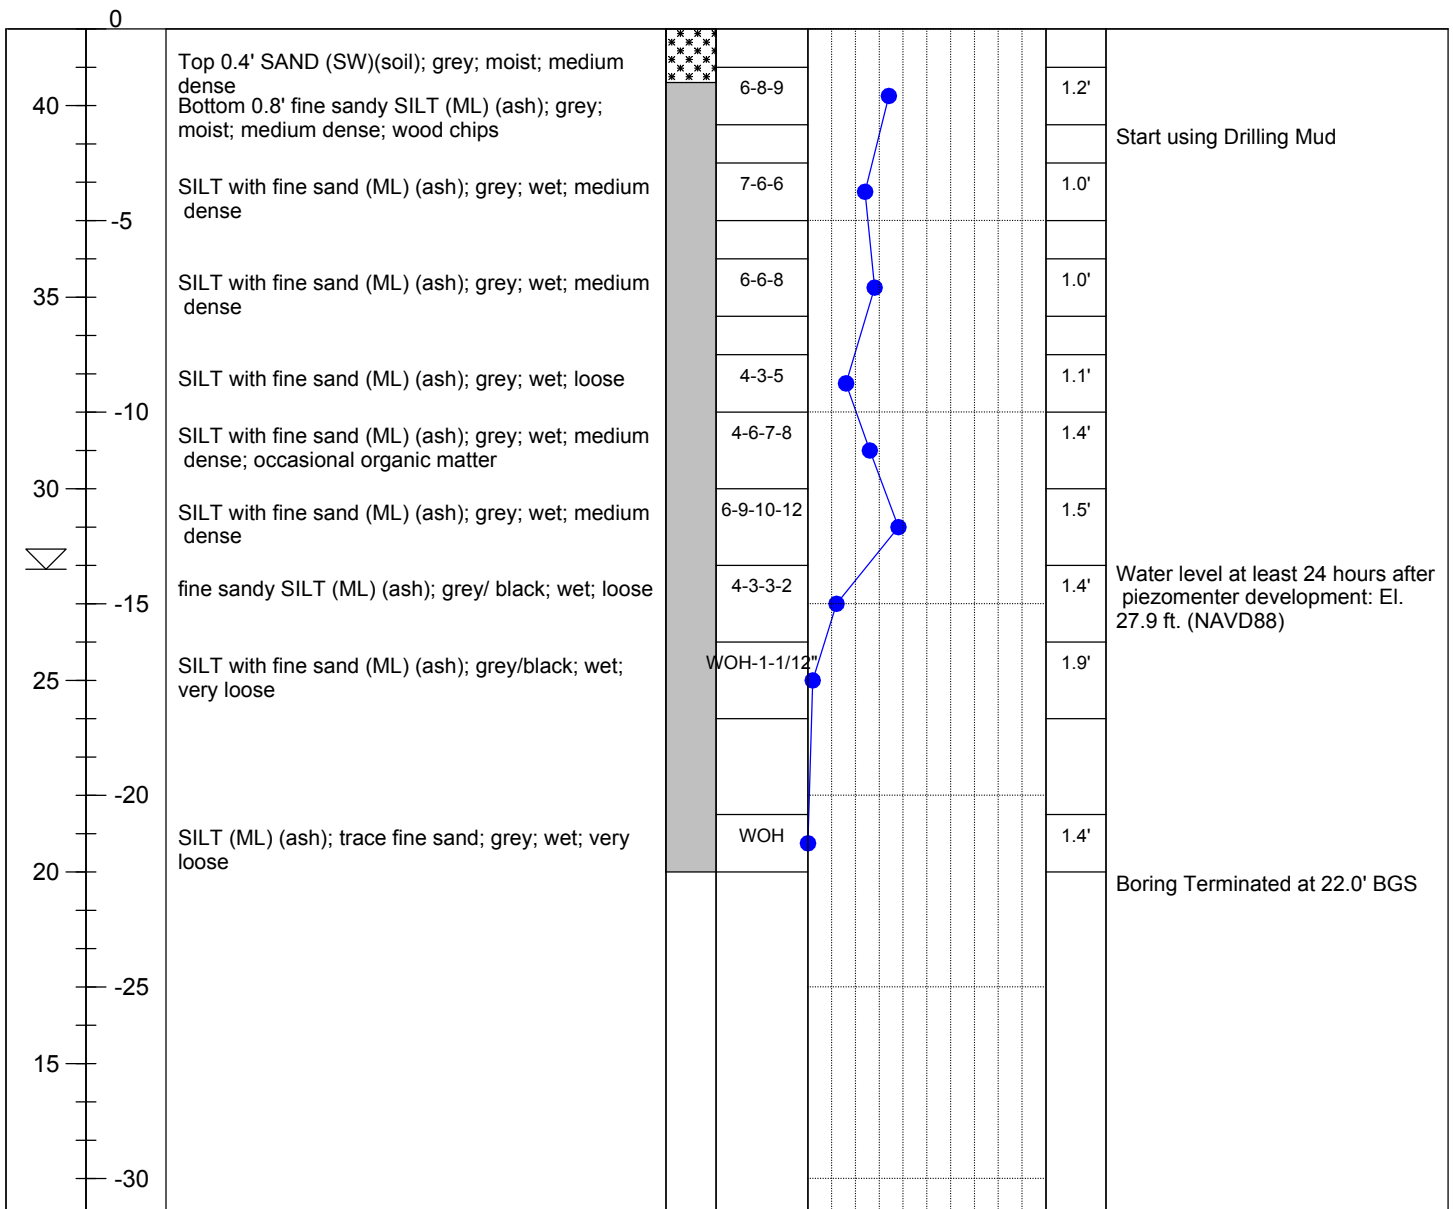 0
Top 0.4' SAND (SW)(soil); grey; moist; medium
dense
6-8-9
1.2'
40
Bottom 0.8' fine sandy SILT (ML) (ash); grey;
moist; medium dense; wood chips
Start using Drilling Mud
SILT with fine sand (ML) (ash); grey; wet; medium
dense
7-6-6
1.0'
-5
SILT with fine sand (ML) (ash); grey; wet; medium
dense
6-6-8
1.0'
35
SILT with fine sand (ML) (ash); grey; wet; loose
4-3-5
1.1'
-10
SILT with fine sand (ML) (ash); grey; wet; medium
dense; occasional organic matter
4-6-7-8
1.4'
30
SILT with fine sand (ML) (ash); grey; wet; medium
dense
6-9-10-12
1.5'
fine sandy SILT (ML) (ash); grey/ black; wet; loose
4-3-3-2
1.4'
Water level at least 24 hours after
piezomenter development: El.
27.9 ft. (NAVD88)
-15
SILT with fine sand (ML) (ash); grey/black; wet;
very loose
WOH-1-1/12"
1.9'
25
-20
SILT (ML) (ash); trace fine sand; grey; wet; very
loose
WOH
1.4'
20
Boring Terminated at 22.0' BGS
-25
15
-30